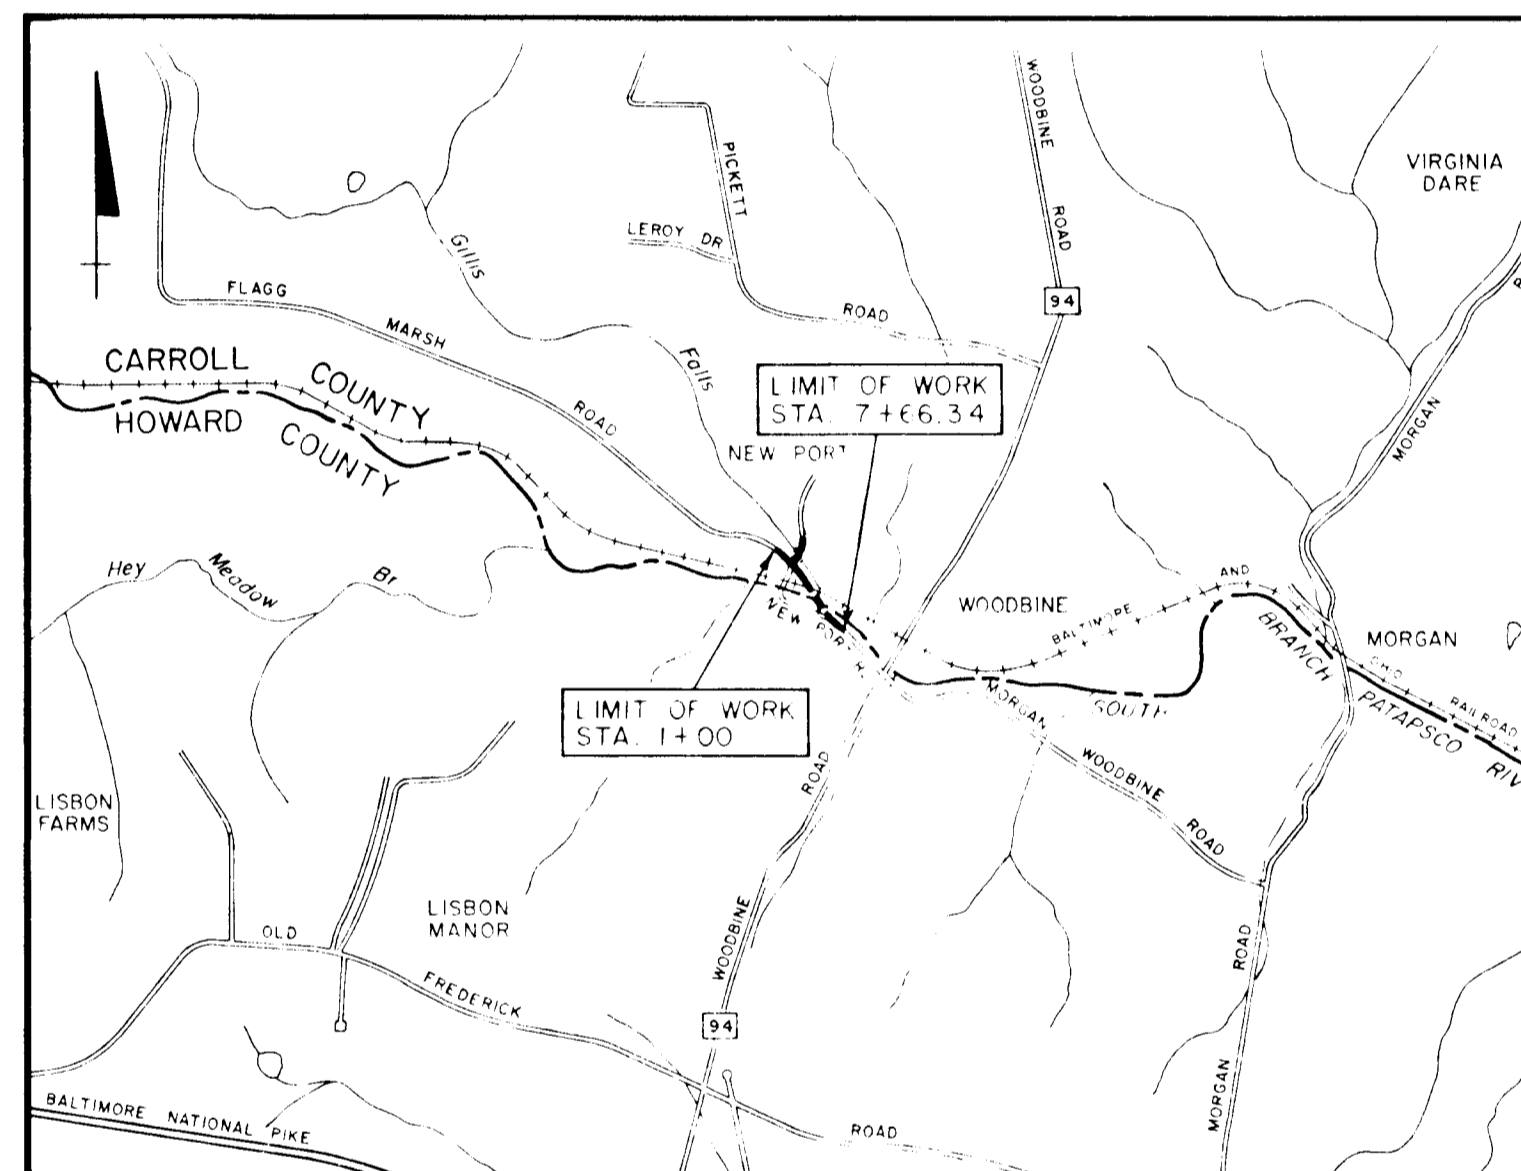 WOODBINE
ROAD
94
VIRGINIA
DARE
PICKETT
ROAD
LEROY DR
Gillis
Falls
FLAGG
MARSH
ROAD
CARROLL
COUNTY
HOWARD
COUNTY
LIMIT OF WORK
STA. 7+66.34
NEW PORT
MORGAN
Hey
Meadow
Br
NEW PORT
WOODBINE
BALTIMORE
AND
OHIO
RAILROAD
MORGAN
SOUTH
BRANCH
PATAPSCO
RIV
LIMIT OF WORK
STA. 1+00
MORGAN
WOODBINE
ROAD
LISBON
FARMS
LISBON
MANOR
ROAD
WOODBINE
94
OLD
FREDERICK
ROAD
ROAD
MORGAN
BALTIMORE NATIONAL PIKE